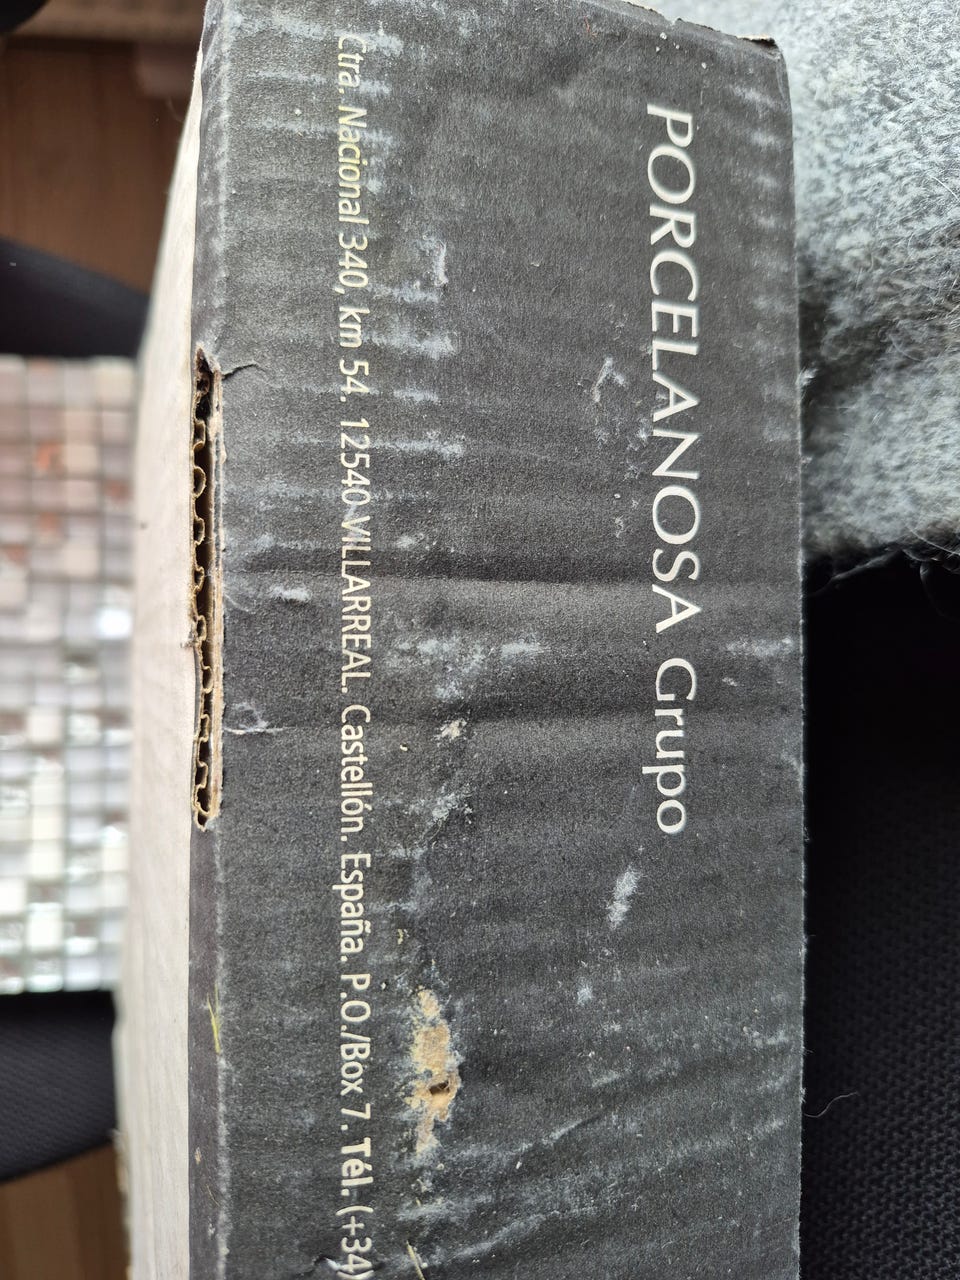 PORCELANOSA Grupo
Ctra. Nacional 340, km 54. 12540 VILLARREAL. Castellón. España. P.O./Box 7. Tél. (+34)